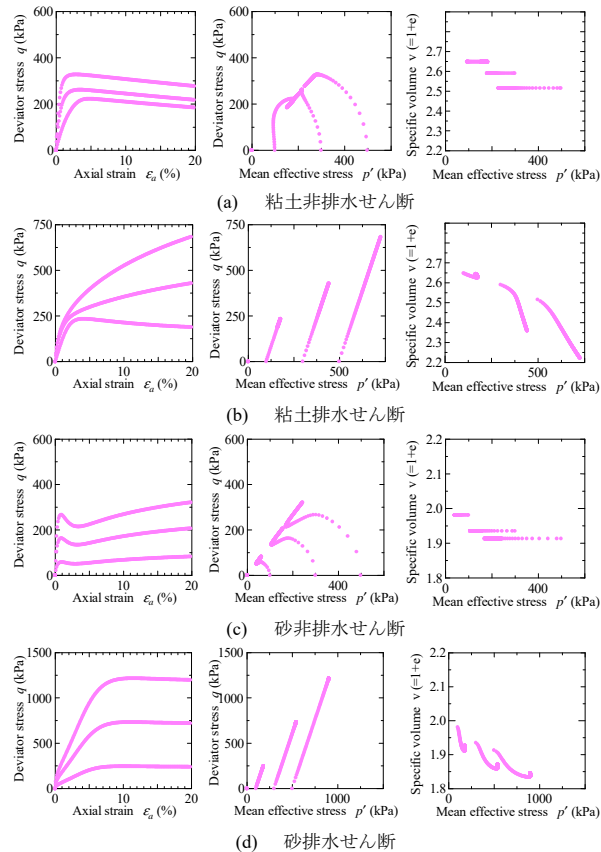 Deviator stress q (kPa)
600
400
200
0
0 10 20
Axial strain εa (%)
Deviator stress q (kPa)
600
400
200
0
0 400
Mean effective stress p' (kPa)
Specific volume v (=1+e)
2.7
2.6
2.5
2.4
2.3
2.2
400
Mean effective stress p' (kPa)
(a) 粘土非排水せん断
Deviator stress q (kPa)
750
500
250
0
0 10 20
Axial strain εa (%)
Deviator stress q (kPa)
750
500
250
0
0 500
Mean effective stress p' (kPa)
Specific volume v (=1+e)
2.7
2.6
2.5
2.4
2.3
2.2
500
Mean effective stress p' (kPa)
(b) 粘土排水せん断
Deviator stress q (kPa)
600
400
200
0
0 10 20
Axial strain εa (%)
Deviator stress q (kPa)
600
400
200
0
0 400
Mean effective stress p' (kPa)
Specific volume v (=1+e)
2.2
2.1
2.0
1.9
1.8
0 400
Mean effective stress p' (kPa)
(c) 砂非排水せん断
Deviator stress q (kPa)
1500
1000
500
0
0 10 20
Axial strain εa (%)
Deviator stress q (kPa)
1500
1000
500
0
0 1000
Mean effective stress p' (kPa)
Specific volume v (=1+e)
2.2
2.1
2.0
1.9
1.8
0 1000
Mean effective stress p' (kPa)
(d) 砂排水せん断